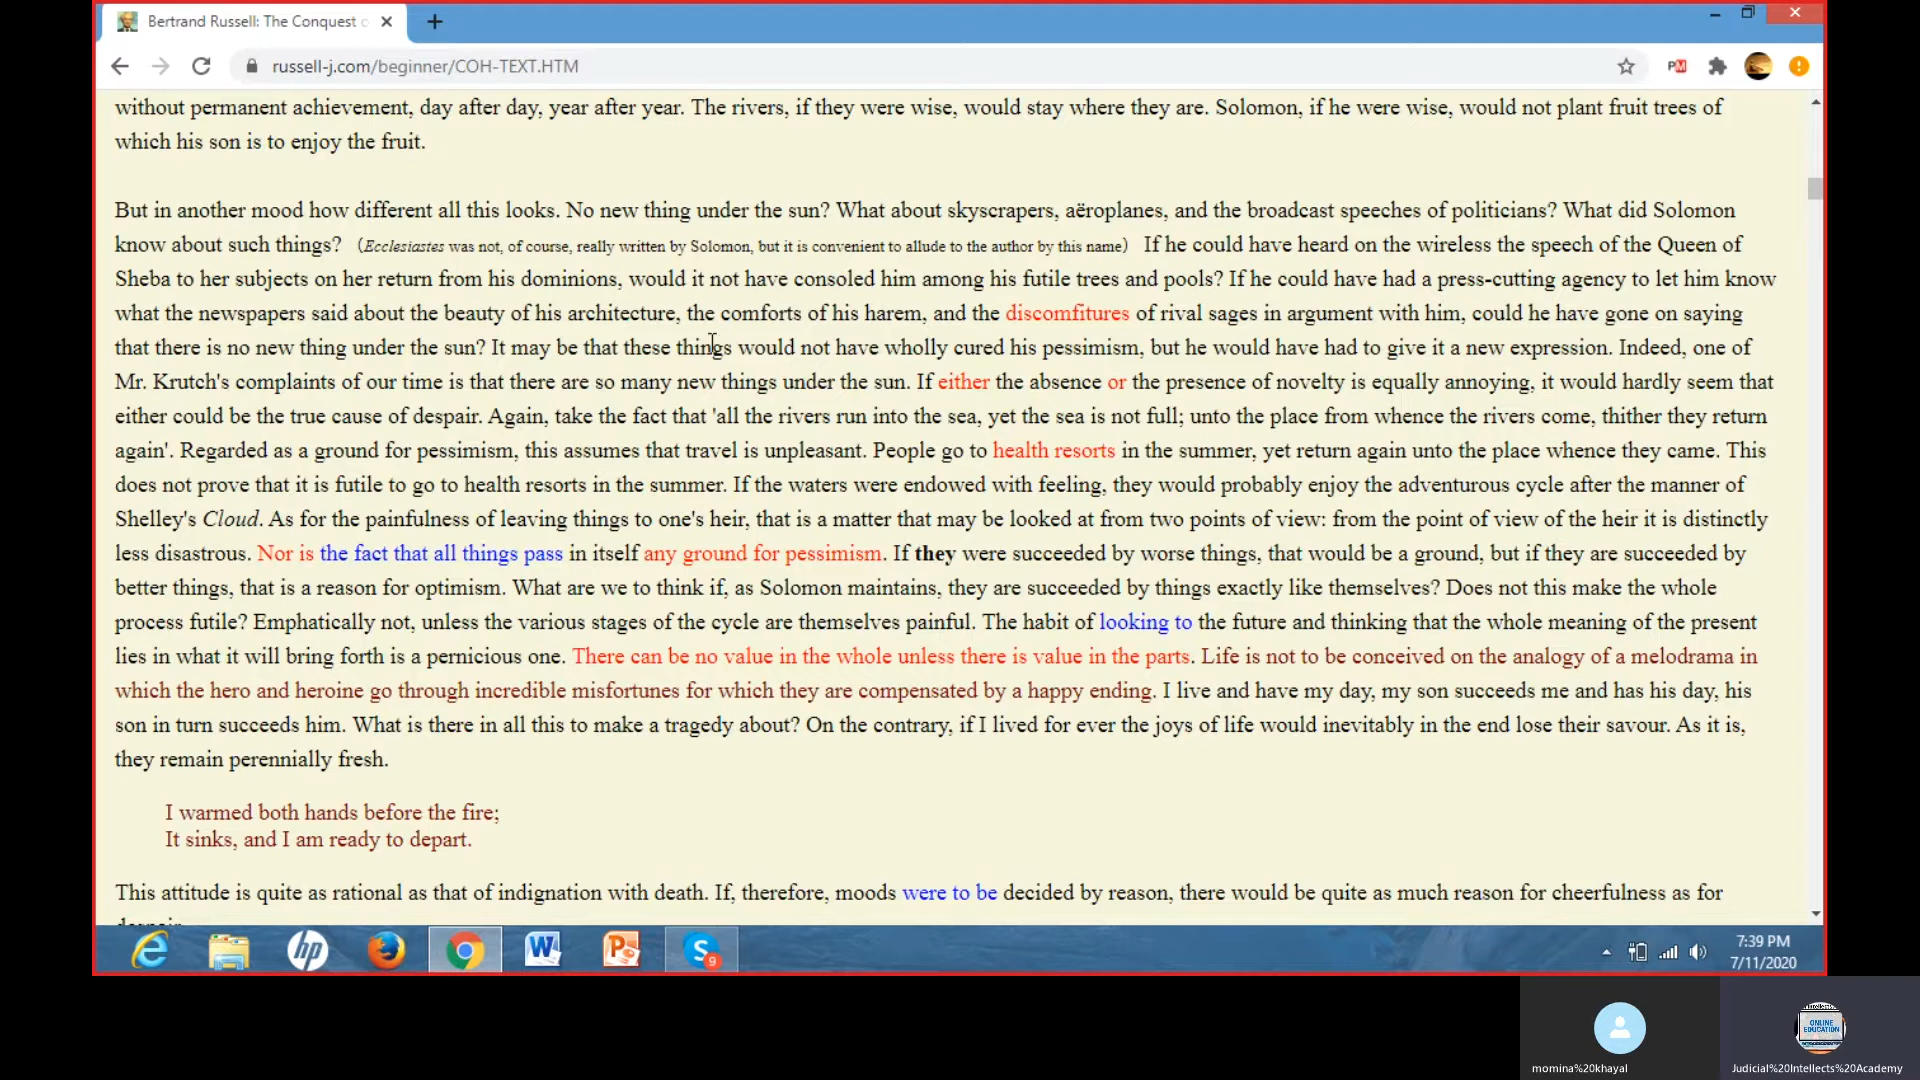 Bertrand Russell: The Conquest o
russell-j.com/beginner/COH-TEXT.HTM
without permanent achievement, day after day, year after year. The rivers, if they were wise, would stay where they are. Solomon, if he were wise, would not plant fruit trees of
which his son is to enjoy the fruit.
But in another mood how different all this looks. No new thing under the sun? What about skyscrapers, aëroplanes, and the broadcast speeches of politicians? What did Solomon
know about such things? (Ecclesiastes was not, of course, really written by Solomon, but it is convenient to allude to the author by this name) If he could have heard on the wireless the speech of the Queen of
Sheba to her subjects on her return from his dominions, would it not have consoled him among his futile trees and pools? If he could have had a press-cutting agency to let him know
what the newspapers said about the beauty of his architecture, the comforts of his harem, and the discomfitures of rival sages in argument with him, could he have gone on saying
that there is no new thing under the sun? It may be that these things would not have wholly cured his pessimism, but he would have had to give it a new expression. Indeed, one of
Mr. Krutch's complaints of our time is that there are so many new things under the sun. If either the absence or the presence of novelty is equally annoying, it would hardly seem that
either could be the true cause of despair. Again, take the fact that 'all the rivers run into the sea, yet the sea is not full; unto the place from whence the rivers come, thither they return
again'. Regarded as a ground for pessimism, this assumes that travel is unpleasant. People go to health resorts in the summer, yet return again unto the place whence they came. This
does not prove that it is futile to go to health resorts in the summer. If the waters were endowed with feeling, they would probably enjoy the adventurous cycle after the manner of
Shelley's Cloud. As for the painfulness of leaving things to one's heir, that is a matter that may be looked at from two points of view: from the point of view of the heir it is distinctly
less disastrous. Nor is the fact that all things pass in itself any ground for pessimism. If they were succeeded by worse things, that would be a ground, but if they are succeeded by
better things, that is a reason for optimism. What are we to think if, as Solomon maintains, they are succeeded by things exactly like themselves? Does not this make the whole
process futile? Emphatically not, unless the various stages of the cycle are themselves painful. The habit of looking to the future and thinking that the whole meaning of the present
lies in what it will bring forth is a pernicious one. There can be no value in the whole unless there is value in the parts. Life is not to be conceived on the analogy of a melodrama in
which the hero and heroine go through incredible misfortunes for which they are compensated by a happy ending. I live and have my day, my son succeeds me and has his day, his
son in turn succeeds him. What is there in all this to make a tragedy about? On the contrary, if I lived for ever the joys of life would inevitably in the end lose their savour. As it is,
they remain perennially fresh.
I warmed both hands before the fire;
It sinks, and I am ready to depart.
This attitude is quite as rational as that of indignation with death. If, therefore, moods were to be decided by reason, there would be quite as much reason for cheerfulness as for
despair
hp
W
P
S
9
7:39 PM
7/11/2020
ONLINE
EDUCATION
momina%20khayal
Judicial%20Intellects%20Academy